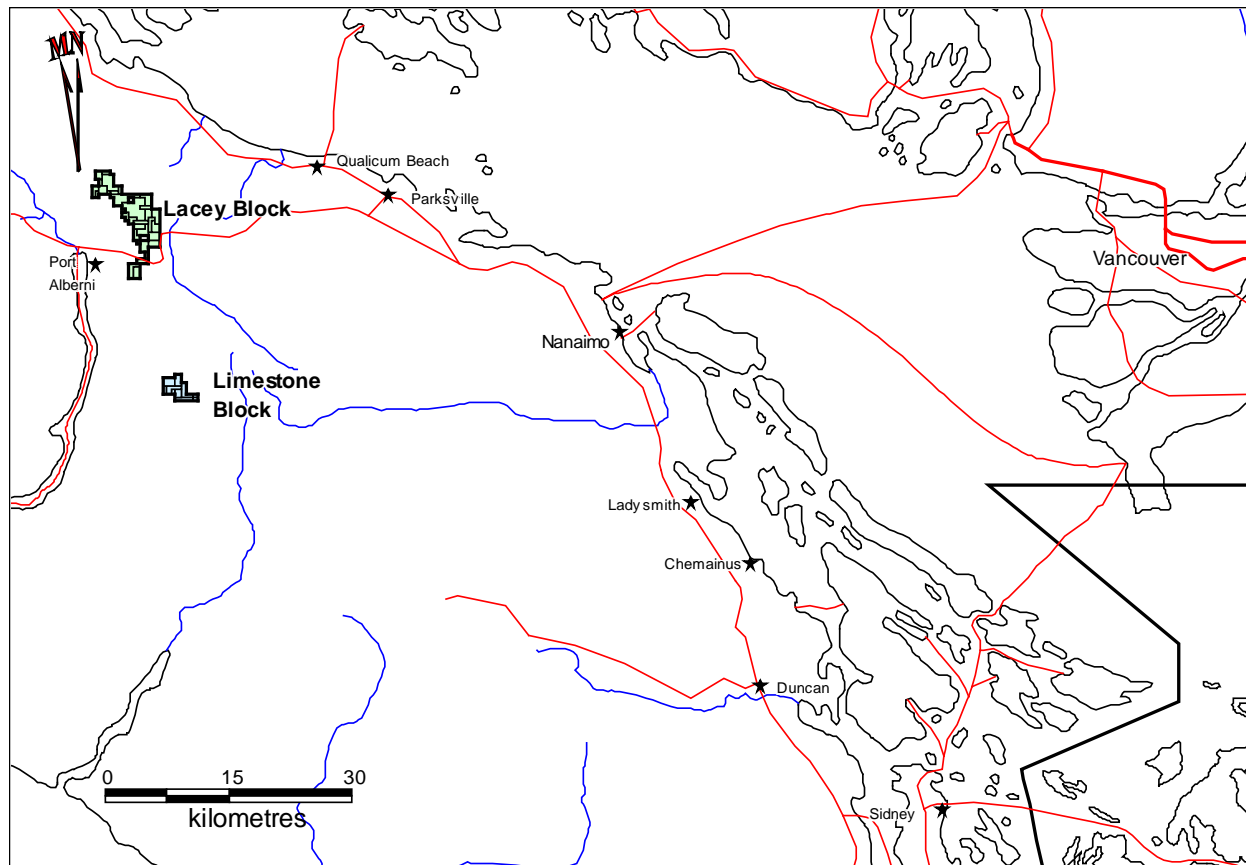 MN
Qualicum Beach
Parksville
Lacey Block
Port
Alberni
Vancouver
Nanaimo
Limestone
Block
Ladysmith
Chemainus
Duncan
0 15 30
kilometres
Sidney